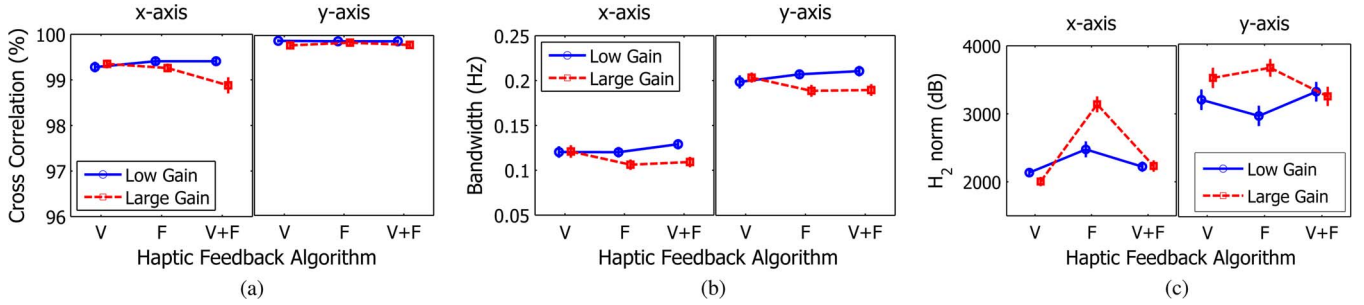 x-axis
y-axis
Cross Correlation (%)
100
99
98
97
96
Low Gain
Large Gain
V
F
V+F
V
F
V+F
Haptic Feedback Algorithm
(a)
x-axis
y-axis
Bandwidth (Hz)
0.25
0.2
0.15
0.1
0.05
Low Gain
Large Gain
V
F
V+F
V
F
V+F
Haptic Feedback Algorithm
(b)
x-axis
y-axis
H2 norm (dB)
4000
3000
2000
Low Gain
Large Gain
V
F
V+F
V
F
V+F
Haptic Feedback Algorithm
(c)